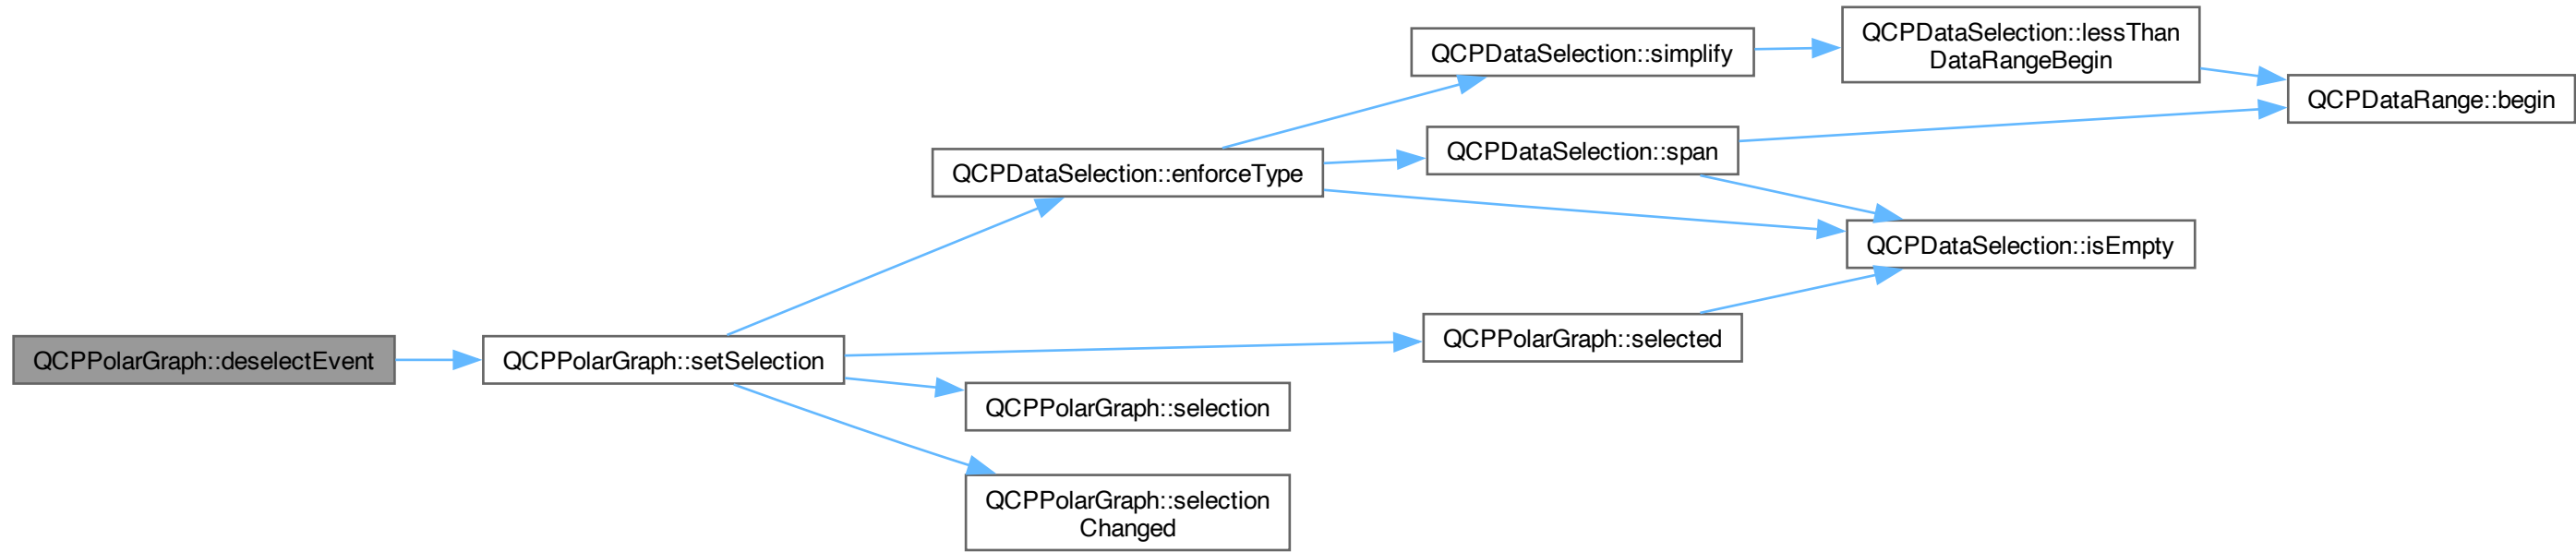 QCPPolarGraph::deselectEvent
QCPPolarGraph::setSelection
QCPDataSelection::enforceType
QCPDataSelection::simplify
QCPDataSelection::lessThan
DataRangeBegin
QCPDataRange::begin
QCPDataSelection::span
QCPDataSelection::isEmpty
QCPPolarGraph::selected
QCPPolarGraph::selection
QCPPolarGraph::selection
Changed